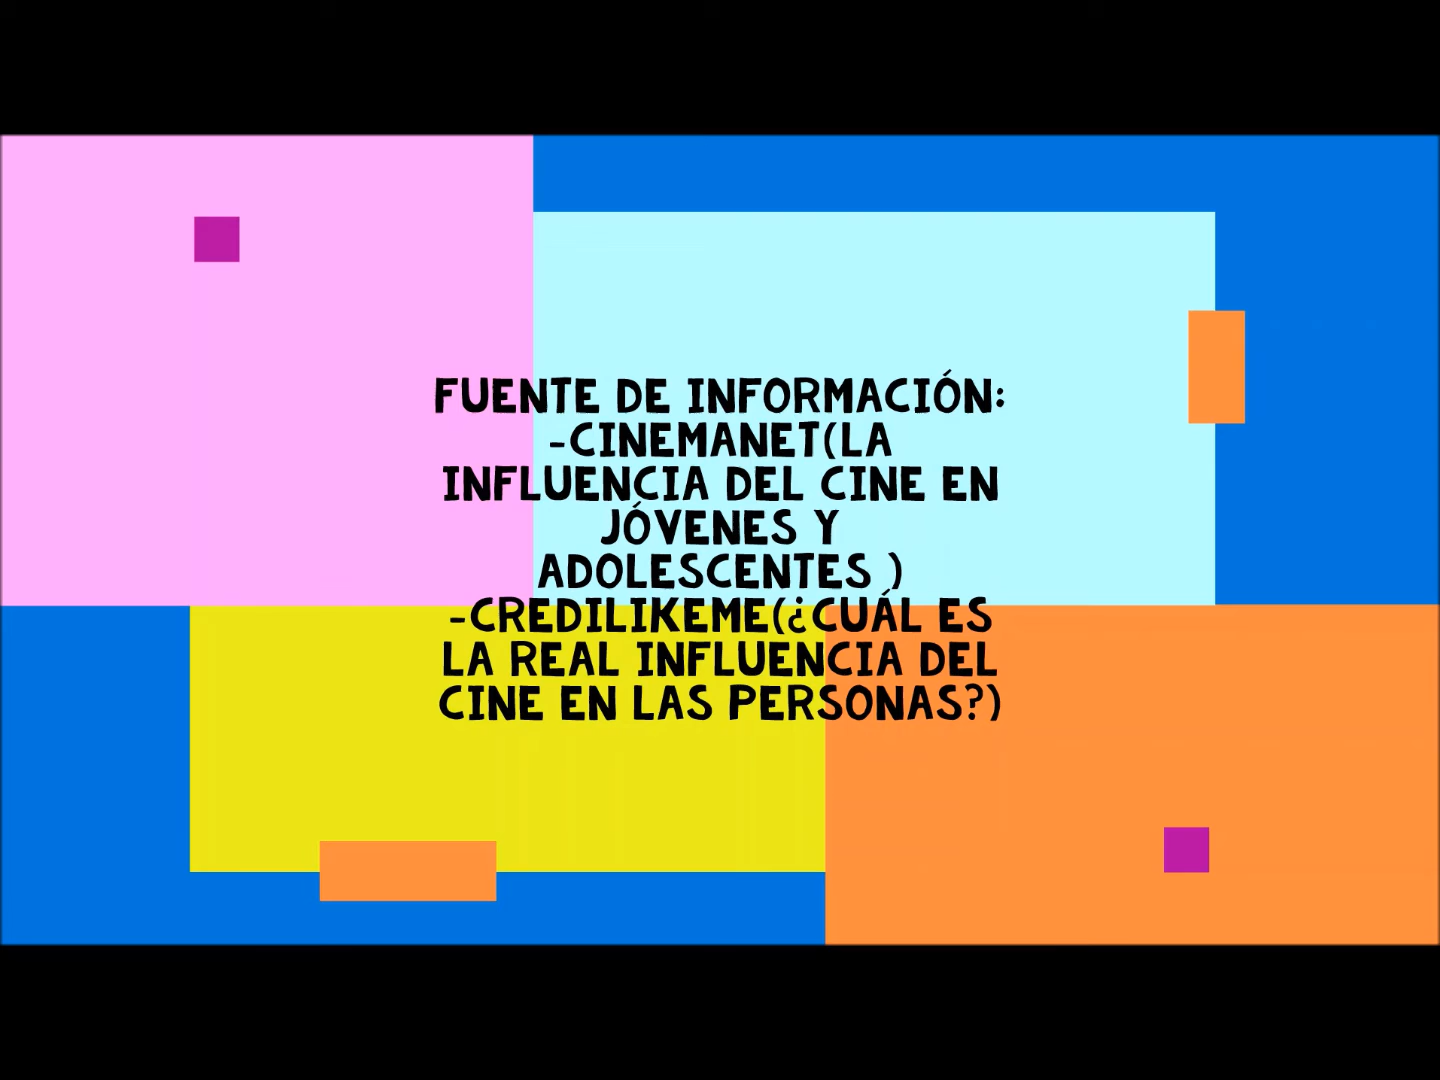 FUENTE DE INFORMACIÓN:
-CINEMANET(LA
INFLUENCIA DEL CINE EN
JÓVENES Y
ADOLESCENTES )
-CREDILIKEME(¿CUÁL ES
LA REAL INFLUENCIA DEL
CINE EN LAS PERSONAS?)